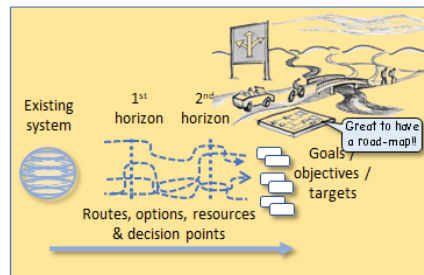 Existing
system
1st
horizon
2nd
horizon
Great to have
a road-map!!
Goals /
objectives /
targets
Routes, options, resources
& decision points